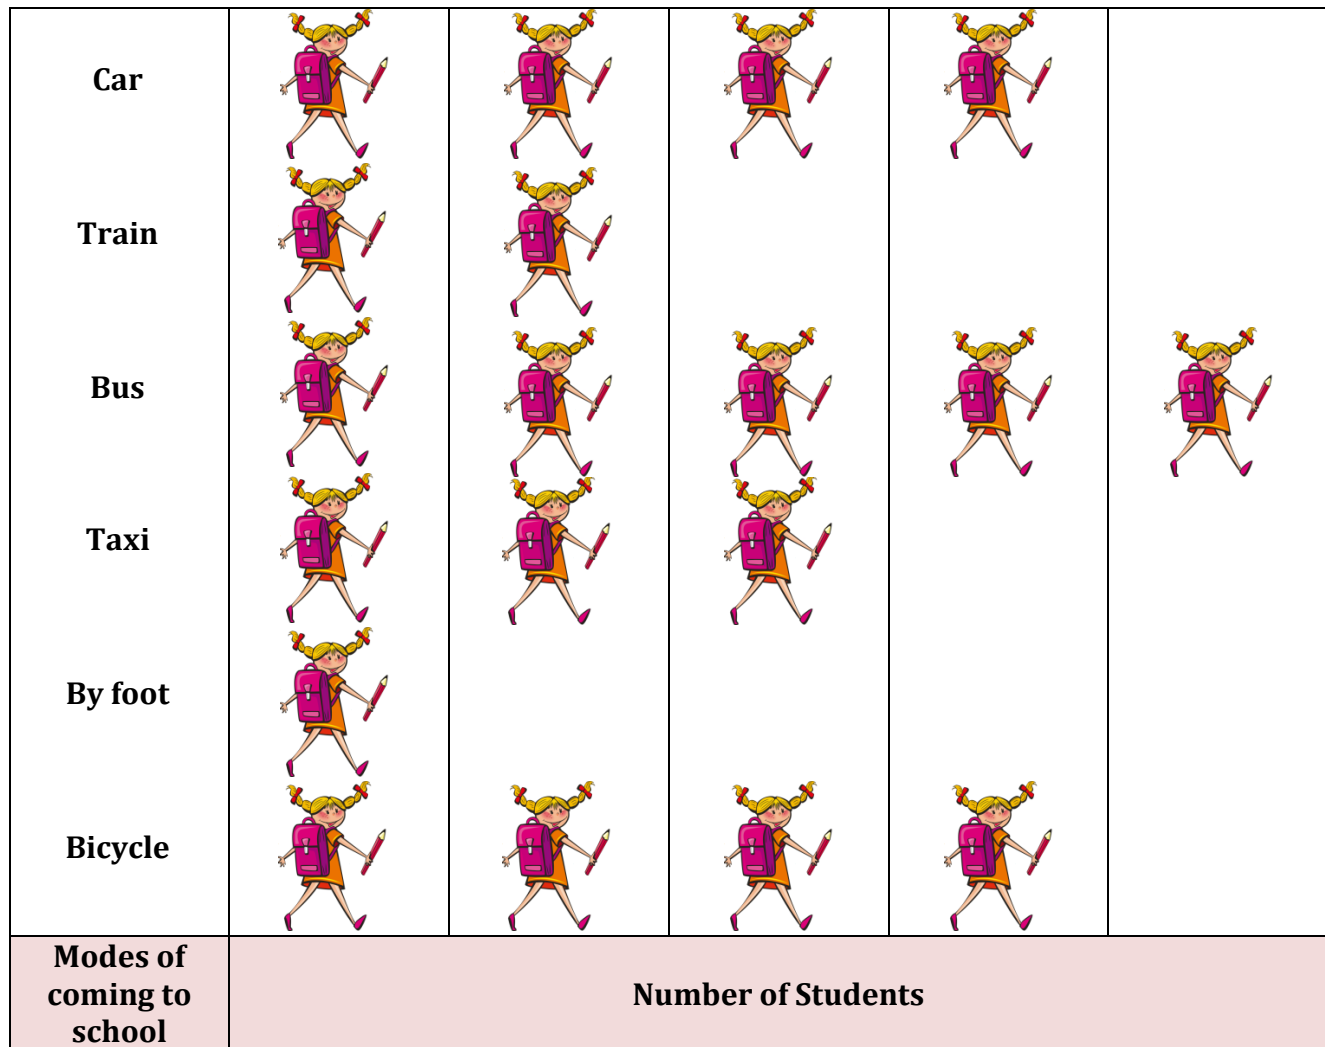 Car
Train
Bus
Taxi
By foot
Bicycle
Modes of
coming to
school
Number of Students